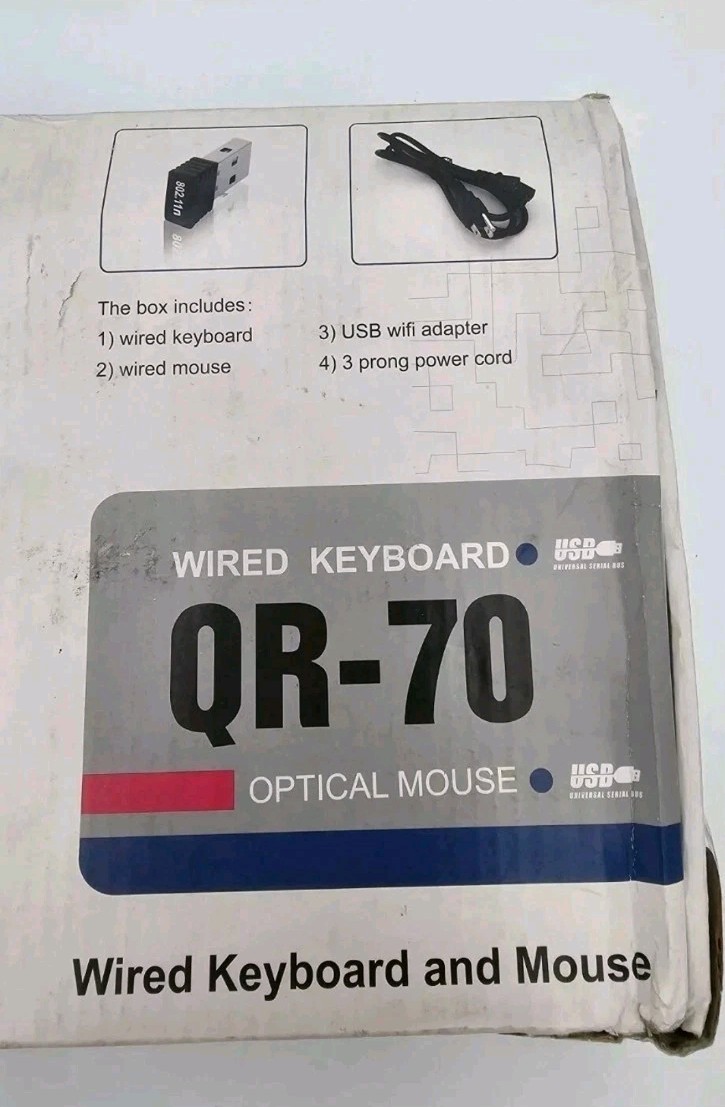 802.11n
The box includes:
1) wired keyboard
2) wired mouse
3) USB wifi adapter
4) 3 prong power cord
WIRED KEYBOARD
USB
UNIVERSAL SERIAL BUS
QR-70
OPTICAL MOUSE
USB
UNIVERSAL SERIAL BUS
Wired Keyboard and Mouse